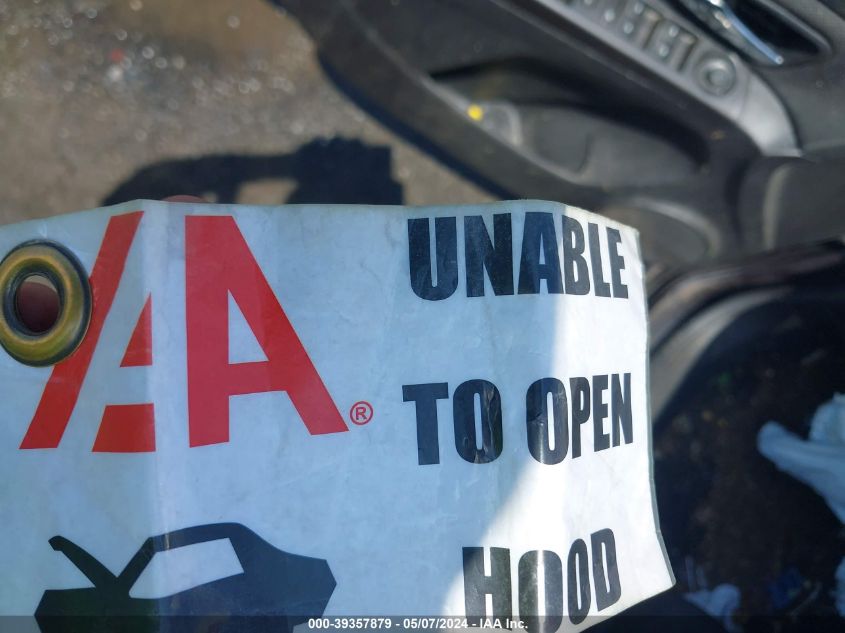 IAA®
UNABLE
TO OPEN
HOOD
000-39357879 - 05/07/2024 - IAA Inc.